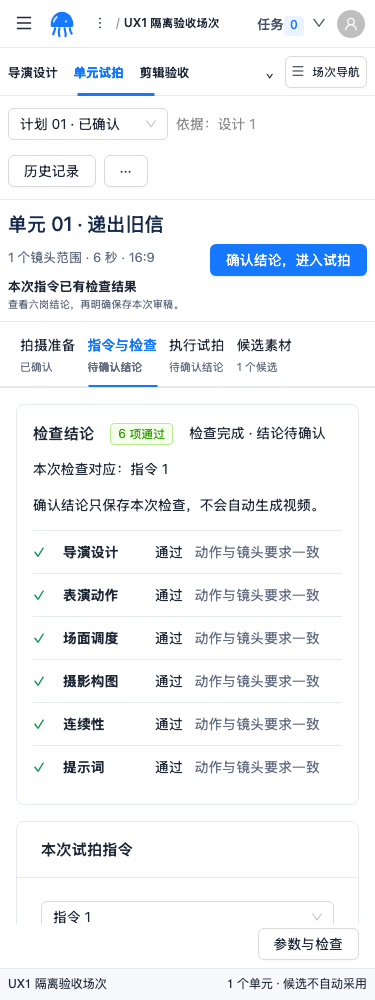 / UX1 隔离验收场次 任务 0
导演设计 单元试拍 剪辑验收 场次导航
计划 01 · 已确认 依据：设计 1
历史记录 ···
单元 01 · 递出旧信
1 个镜头范围 · 6 秒 · 16:9
确认结论，进入试拍
本次指令已有检查结果
查看六岗结论，再明确保存本次审稿。
拍摄准备 指令与检查 执行试拍 候选素材
已确认 待确认结论 待确认结论 1 个候选
检查结论 6 项通过 检查完成 · 结论待确认
本次检查对应：指令 1
确认结论只保存本次检查，不会自动生成视频。
导演设计 通过 动作与镜头要求一致
表演动作 通过 动作与镜头要求一致
场面调度 通过 动作与镜头要求一致
摄影构图 通过 动作与镜头要求一致
连续性 通过 动作与镜头要求一致
提示词 通过 动作与镜头要求一致
本次试拍指令
指令 1
参数与检查
UX1 隔离验收场次 1 个单元 · 候选不自动采用